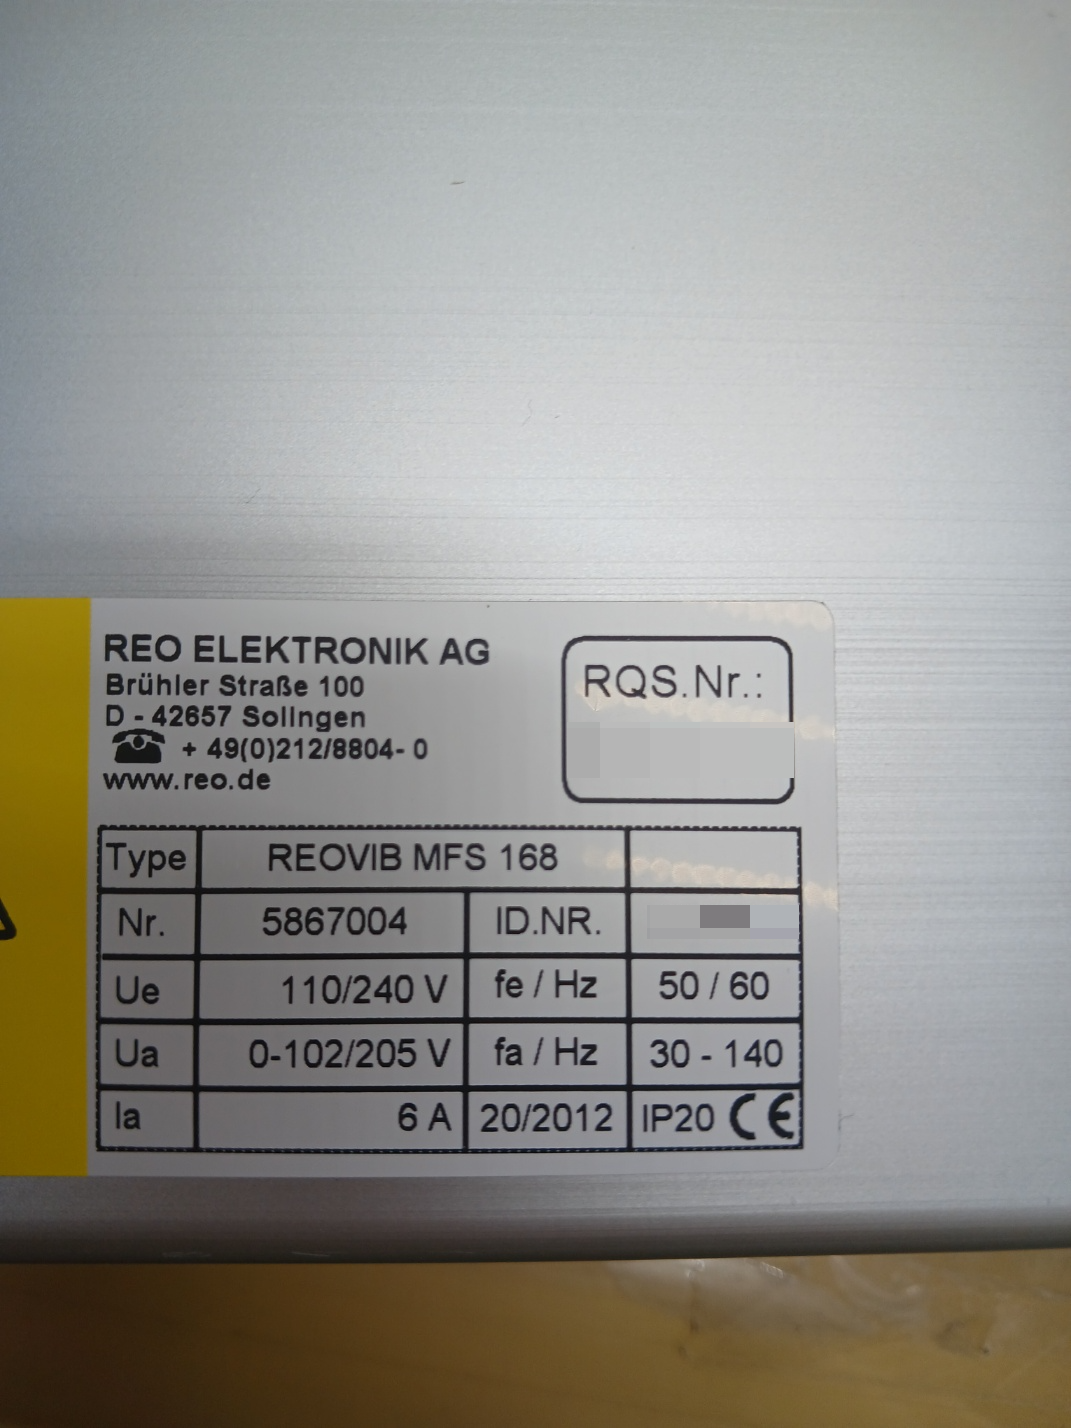 REO ELEKTRONIK AG
Brühler Straße 100
D - 42657 Solingen
+ 49(0)212/8804- 0
www.reo.de
RQS.Nr.:
Type REOVIB MFS 168
Nr. 5867004 ID.NR.
Ue 110/240 V fe / Hz 50 / 60
Ua 0-102/205 V fa / Hz 30 - 140
Ia 6 A 20/2012 IP20 CE